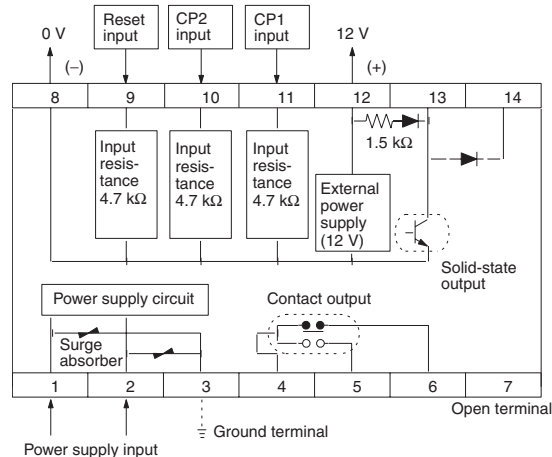 0 V
Reset
input
CP2
input
CP1
input
12 V
(−)
(+)
8 9 10 11 12 13 14
Input
resis-
tance
4.7 kΩ
Input
resis-
tance
4.7 kΩ
Input
resis-
tance
4.7 kΩ
1.5 kΩ
External
power
supply
(12 V)
Solid-state
output
Power supply circuit
Contact output
Surge
absorber
1 2 3 4 5 6 7
Open terminal
Ground terminal
Power supply input